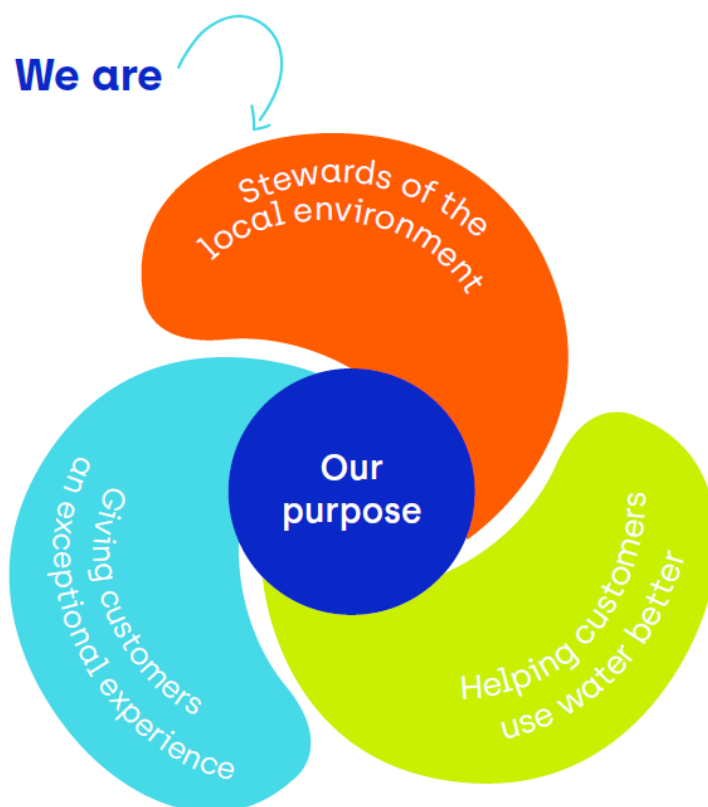 We are
Stewards of the
local environment
Our
purpose
Giving customers
an exceptional experience
Helping customers
use water better